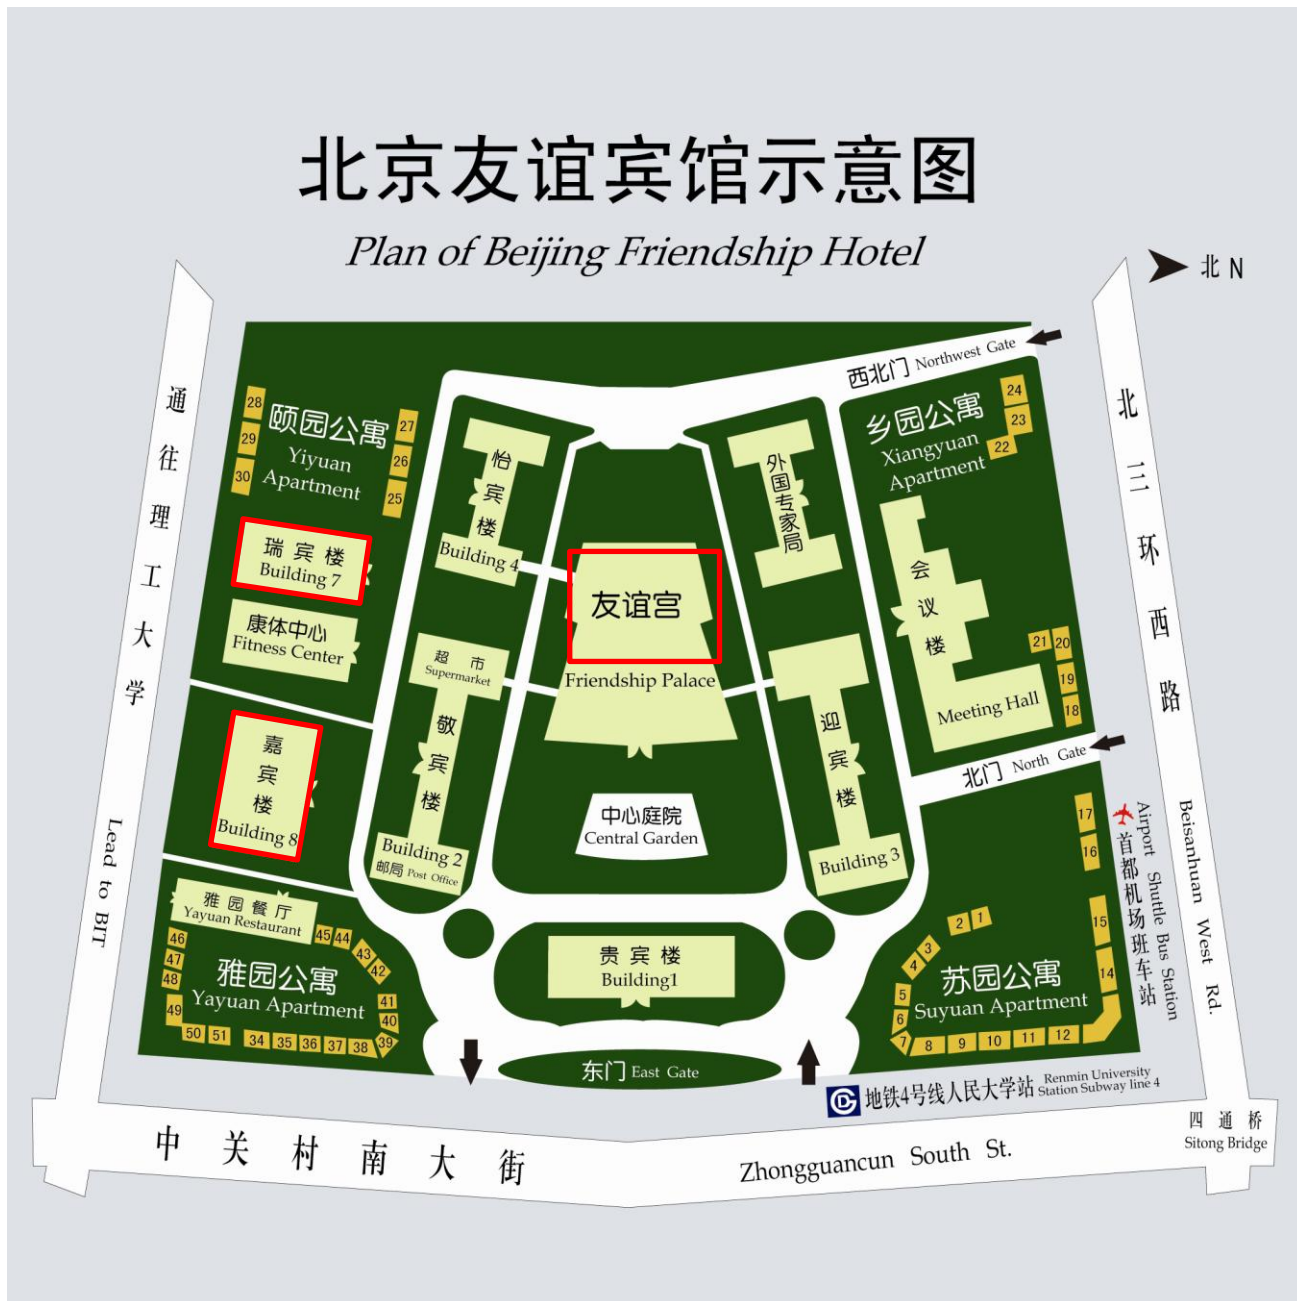 北京友谊宾馆示意图
Plan of Beijing Friendship Hotel
北 N
西北门 Northwest Gate
通往理工大学
Lead to BIT
北三环西路
Beisanhuan West Rd.
28
29
30
颐园公寓
Yiyuan
Apartment
27
26
25
怡宾楼
Building 4
外国专家局
乡园公寓
Xiangyuan
Apartment
24
23
22
瑞宾楼
Building 7
康体中心
Fitness Center
友谊宫
Friendship Palace
会议楼
Meeting Hall
21
20
19
18
超市
Supermarket
敬宾楼
Building 2
邮局 Post Office
迎宾楼
Building 3
嘉宾楼
Building 8
北门 North Gate
中心庭院
Central Garden
17
16
15
14
首都机场班车站
Airport Shuttle Bus Station
雅园餐厅
Yayuan Restaurant
45
44
43
42
41
40
39
46
47
48
49
50
51
34
35
36
37
38
雅园公寓
Yayuan Apartment
贵宾楼
Building1
2
1
3
4
5
6
7
8
9
10
11
12
苏园公寓
Suyuan Apartment
东门 East Gate
地铁4号线人民大学站
Renmin University
Station Subway line 4
四通桥
Sitong Bridge
中关村南大街
Zhongguancun South St.